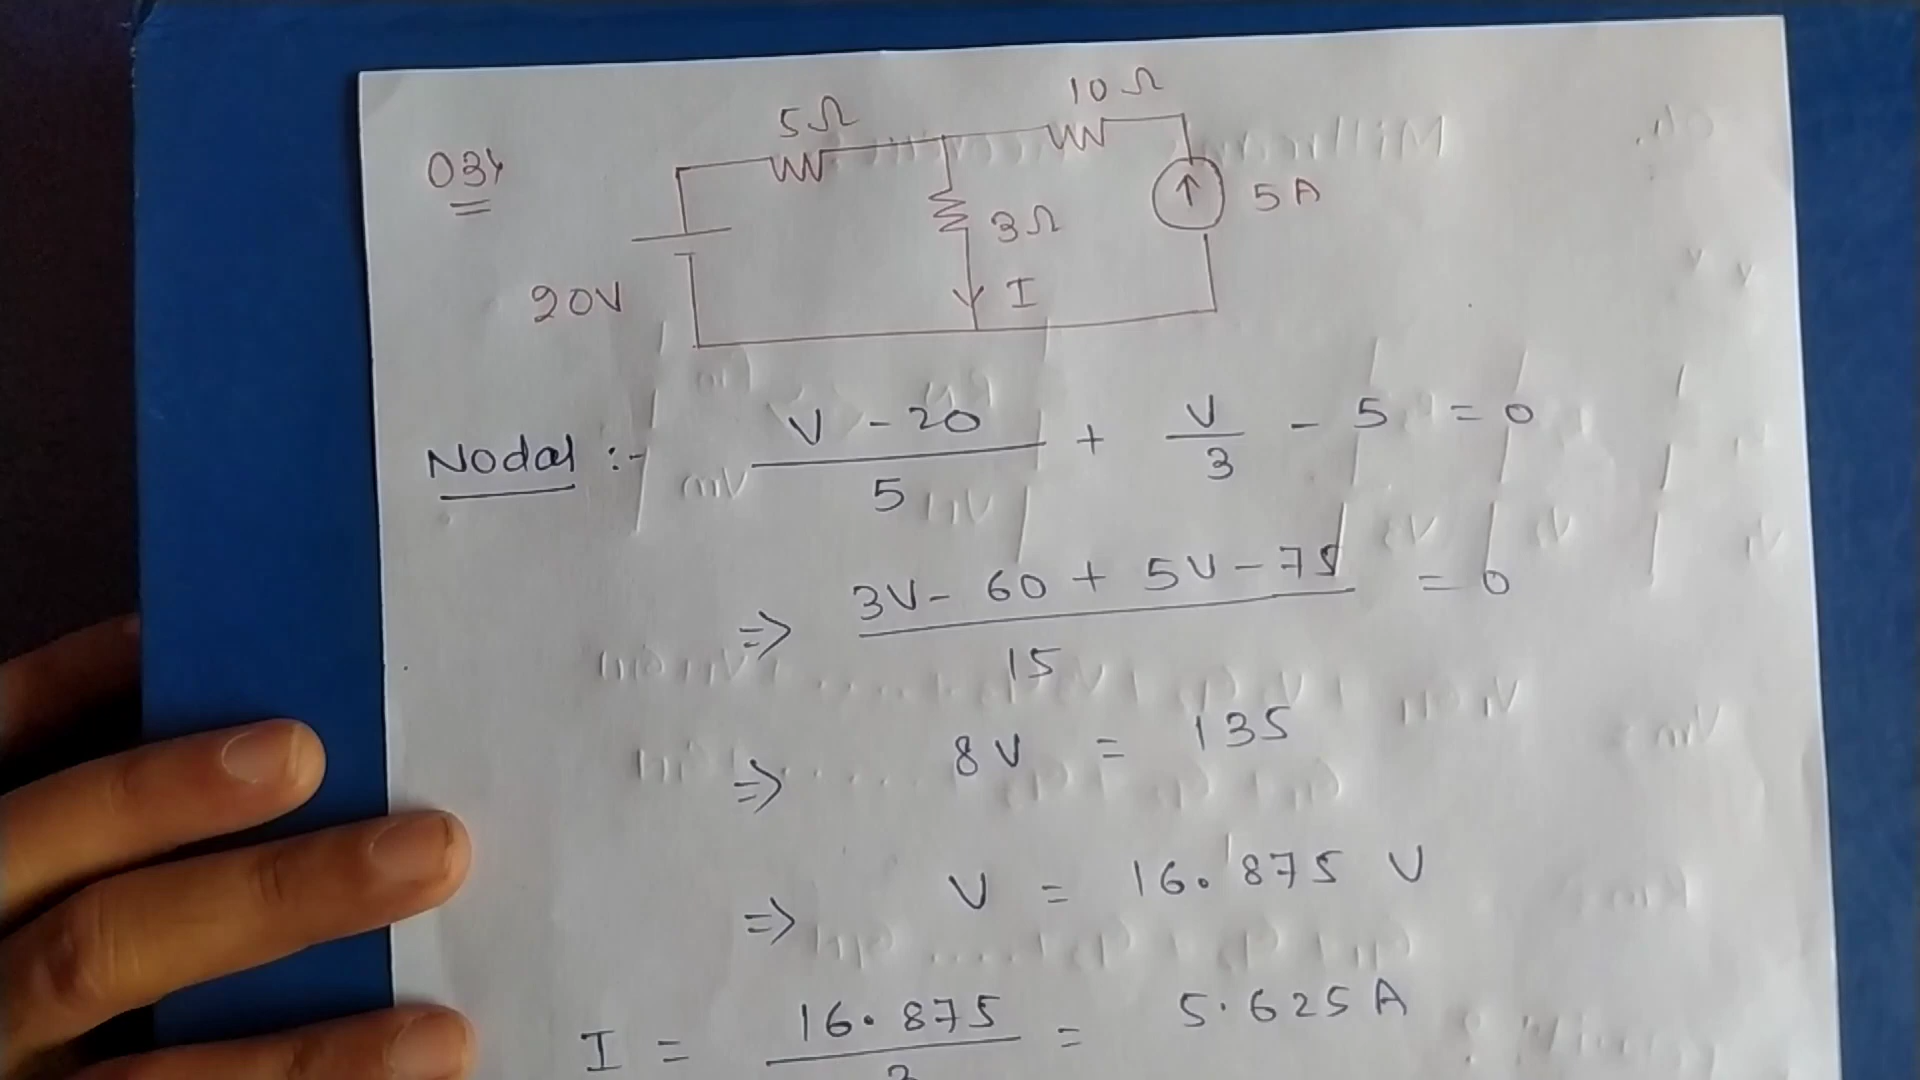 5Ω
10Ω
03
3Ω
5A
20V
I
Nodal :- (V - 20)/5 + V/3 - 5 = 0
⇒ (3V - 60 + 5V - 75)/15 = 0
⇒ 8V = 135
⇒ V = 16.875 V
I = 16.875/3 = 5.625 A